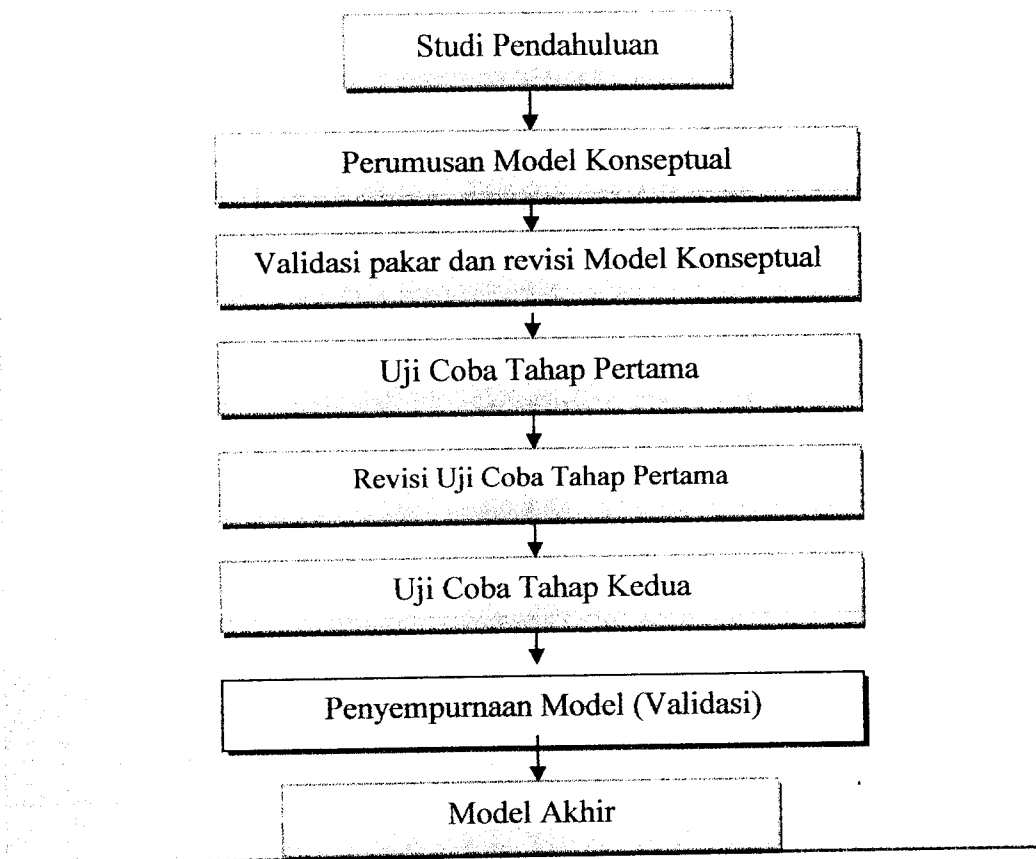 Studi Pendahuluan
Perumusan Model Konseptual
Validasi pakar dan revisi Model Konseptual
Uji Coba Tahap Pertama
Revisi Uji Coba Tahap Pertama
Uji Coba Tahap Kedua
Penyempurnaan Model (Validasi)
Model Akhir